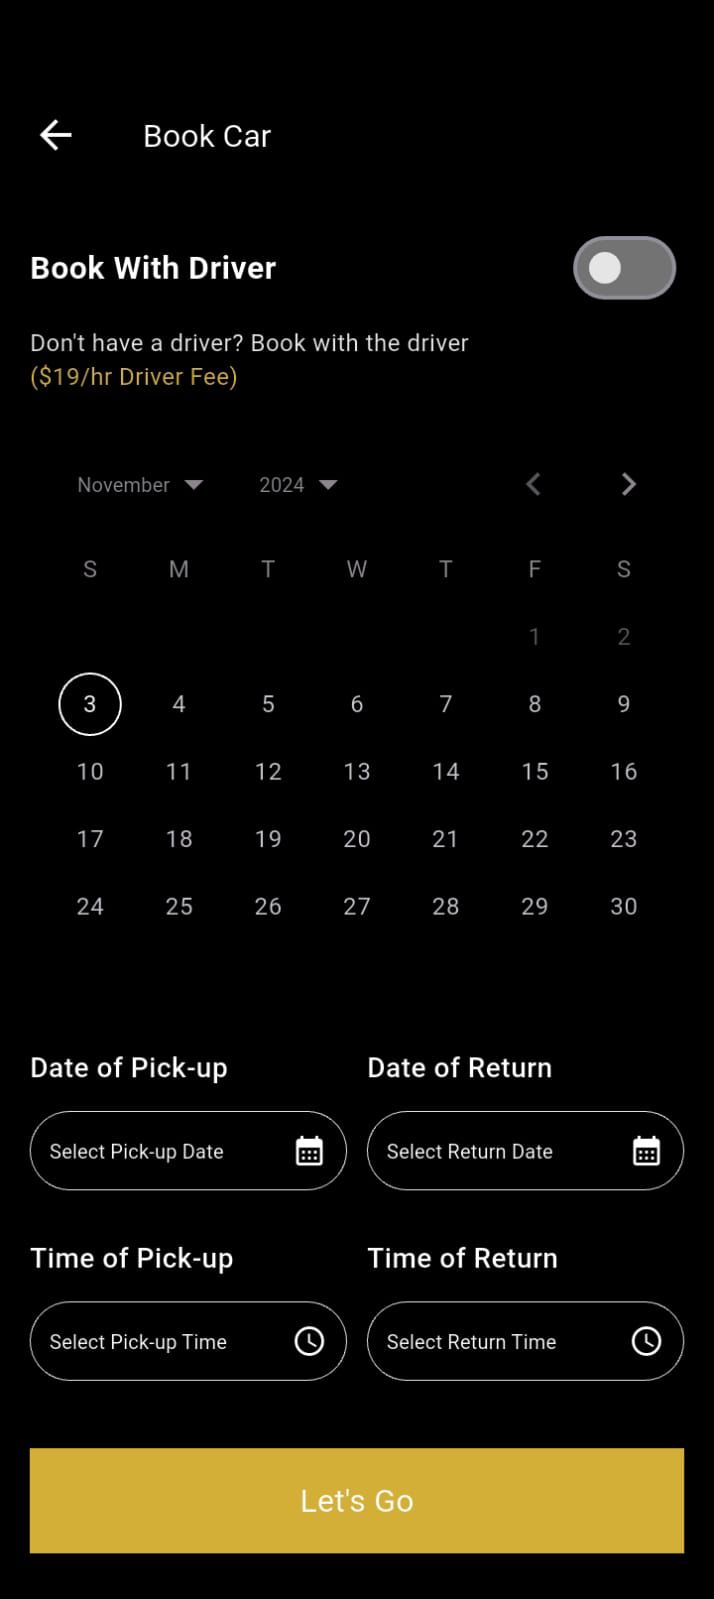 Book Car
Book With Driver
Don't have a driver? Book with the driver
($19/hr Driver Fee)
November 2024
S M T W T F S
1 2
3 4 5 6 7 8 9
10 11 12 13 14 15 16
17 18 19 20 21 22 23
24 25 26 27 28 29 30
Date of Pick-up Date of Return
Select Pick-up Date Select Return Date
Time of Pick-up Time of Return
Select Pick-up Time Select Return Time
Let's Go